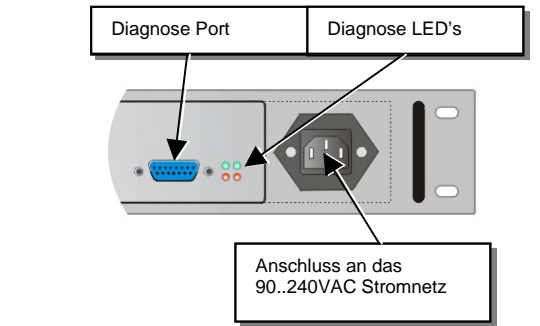 Diagnose Port
Diagnose LED’s
Anschluss an das
90..240VAC Stromnetz